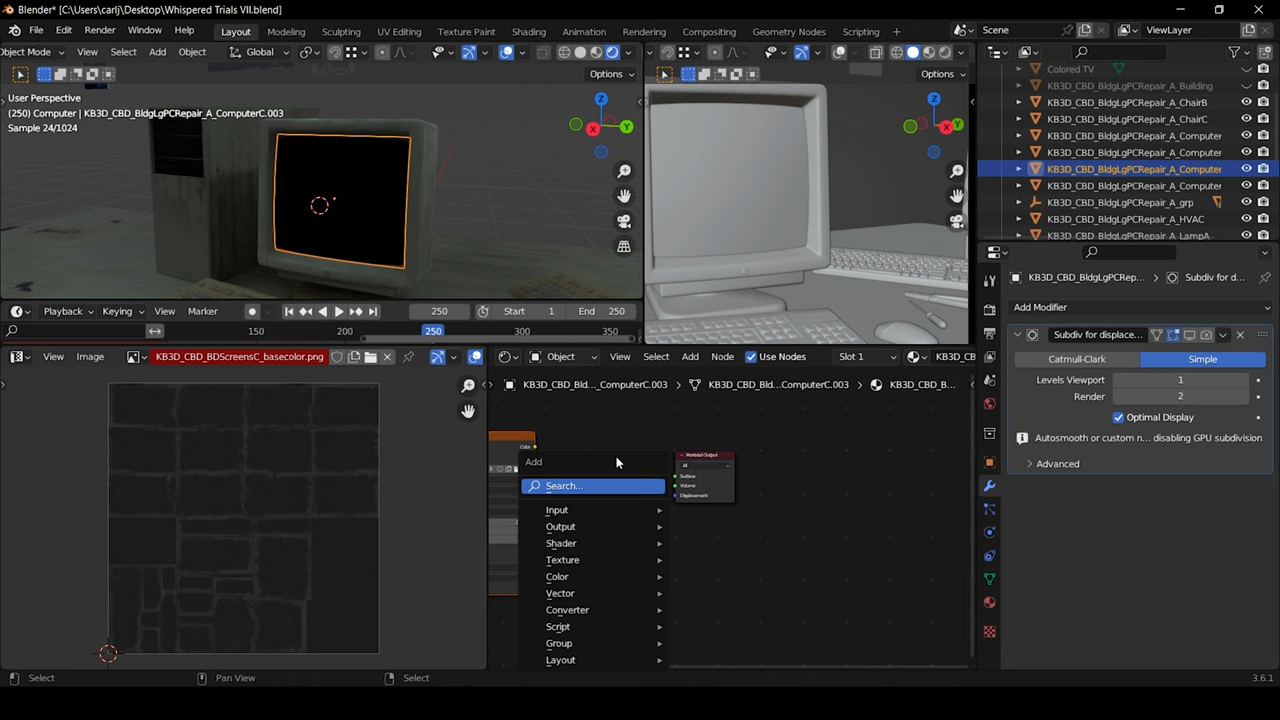 Blender* [C:\Users\carlj\Desktop\Whispered Trials VII.blend]
File Edit Render Window Help Layout Modeling Sculpting UV Editing Texture Paint Shading Animation Rendering Compositing Geometry Nodes Scripting Scene ViewLayer
bject Mode View Select Add Object Global
Options Options
User Perspective
(250) Computer | KB3D_CBD_BldgLgPCRepair_A_ComputerC.003
Sample 24/1024
Z X Y
Z X Y
Colored TV
KB3D_CBD_BldgLgPCRepair_A_Building
KB3D_CBD_BldgLgPCRepair_A_ChairB
KB3D_CBD_BldgLgPCRepair_A_ChairC
KB3D_CBD_BldgLgPCRepair_A_Computer
KB3D_CBD_BldgLgPCRepair_A_Computer
KB3D_CBD_BldgLgPCRepair_A_Computer
KB3D_CBD_BldgLgPCRepair_A_Computer
KB3D_CBD_BldgLgPCRepair_A_grp
KB3D_CBD_BldgLgPCRepair_A_HVAC
KB3D_CBD_BldgLgPCRepair_A_LampA
KB3D_CBD_BldgLgPCRep... Subdiv for d...
Add Modifier
Subdiv for displace...
Catmull-Clark Simple
Levels Viewport 1
Render 2
Optimal Display
Autosmooth or custom n... disabling GPU subdivision
Advanced
Playback Keying View Marker 250 Start 1 End 250
150 200 250 300 350
View Image KB3D_CBD_BDScreensC_basecolor.png
Object View Select Add Node Use Nodes Slot 1 KB3D_CB
KB3D_CBD_Bld..._ComputerC.003 KB3D_CBD_Bld...ComputerC.003 KB3D_CBD_B...
Color
Material Output
All
Surface
Volume
Displacement
Add
Search...
Input
Output
Shader
Texture
Color
Vector
Converter
Script
Group
Layout
Select Pan View Select 3.6.1